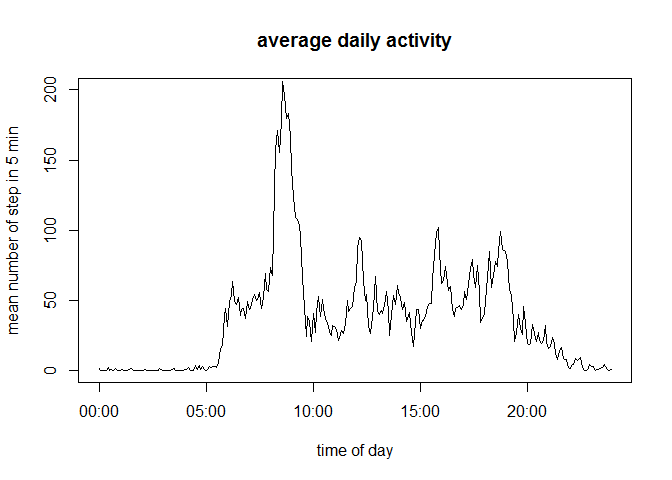 average daily activity
mean number of step in 5 min
200
150
100
50
0
00:00 05:00 10:00 15:00 20:00
time of day